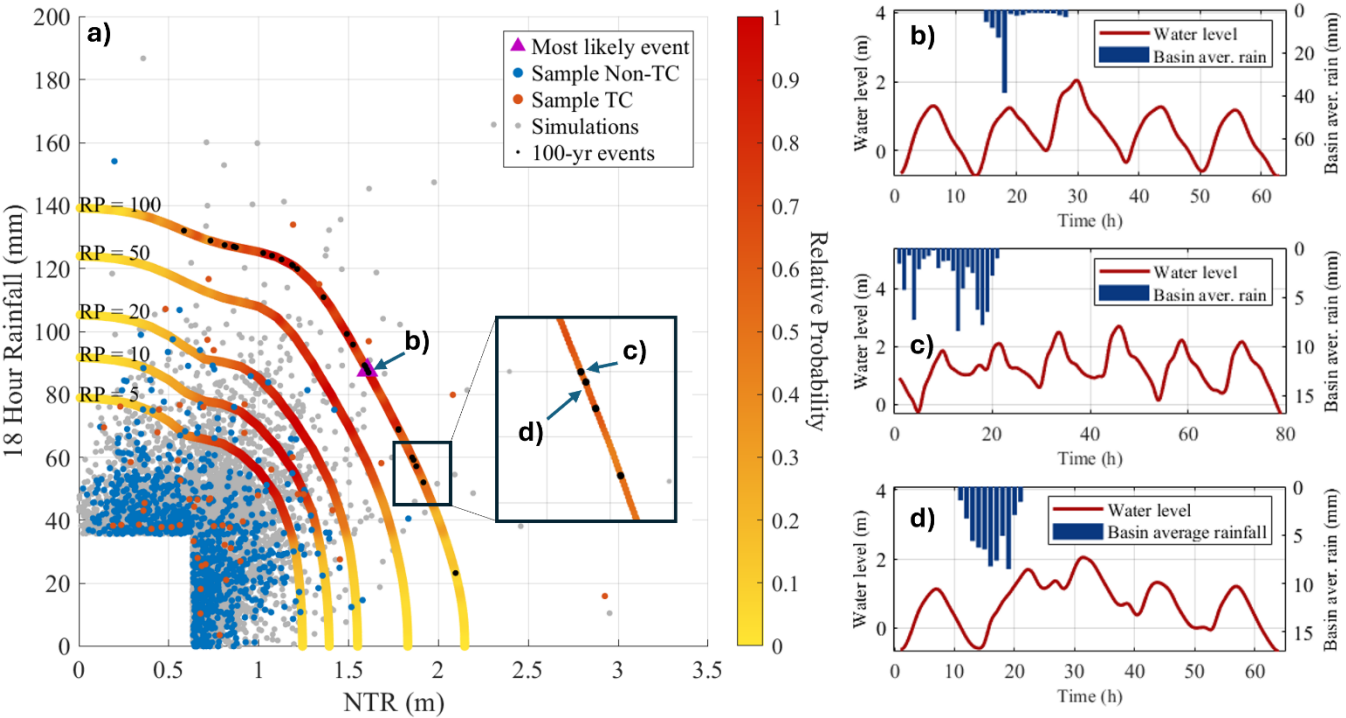 a)
200
180
160
140
120
100
80
60
40
20
0
18 Hour Rainfall (mm)
RP = 100
RP = 50
RP = 20
RP = 10
RP = 5
Most likely event
Sample Non-TC
Sample TC
Simulations
100-yr events
b)
c)
d)
0
0.5
1
1.5
2
2.5
3
3.5
NTR (m)
1
0.9
0.8
0.7
0.6
0.5
0.4
0.3
0.2
0.1
0
Relative Probability
b)
Water level
Basin aver. rain
4
2
0
Water level (m)
0
20
40
60
Basin aver. rain (mm)
0 10 20 30 40 50 60
Time (h)
c)
Water level
Basin aver. rain
4
2
0
Water level (m)
0
5
10
15
Basin aver. rain (mm)
0 20 40 60 80
Time (h)
d)
Water level
Basin average rainfall
4
2
0
Water level (m)
0
5
10
15
Basin aver. rain (mm)
0 10 20 30 40 50 60
Time (h)